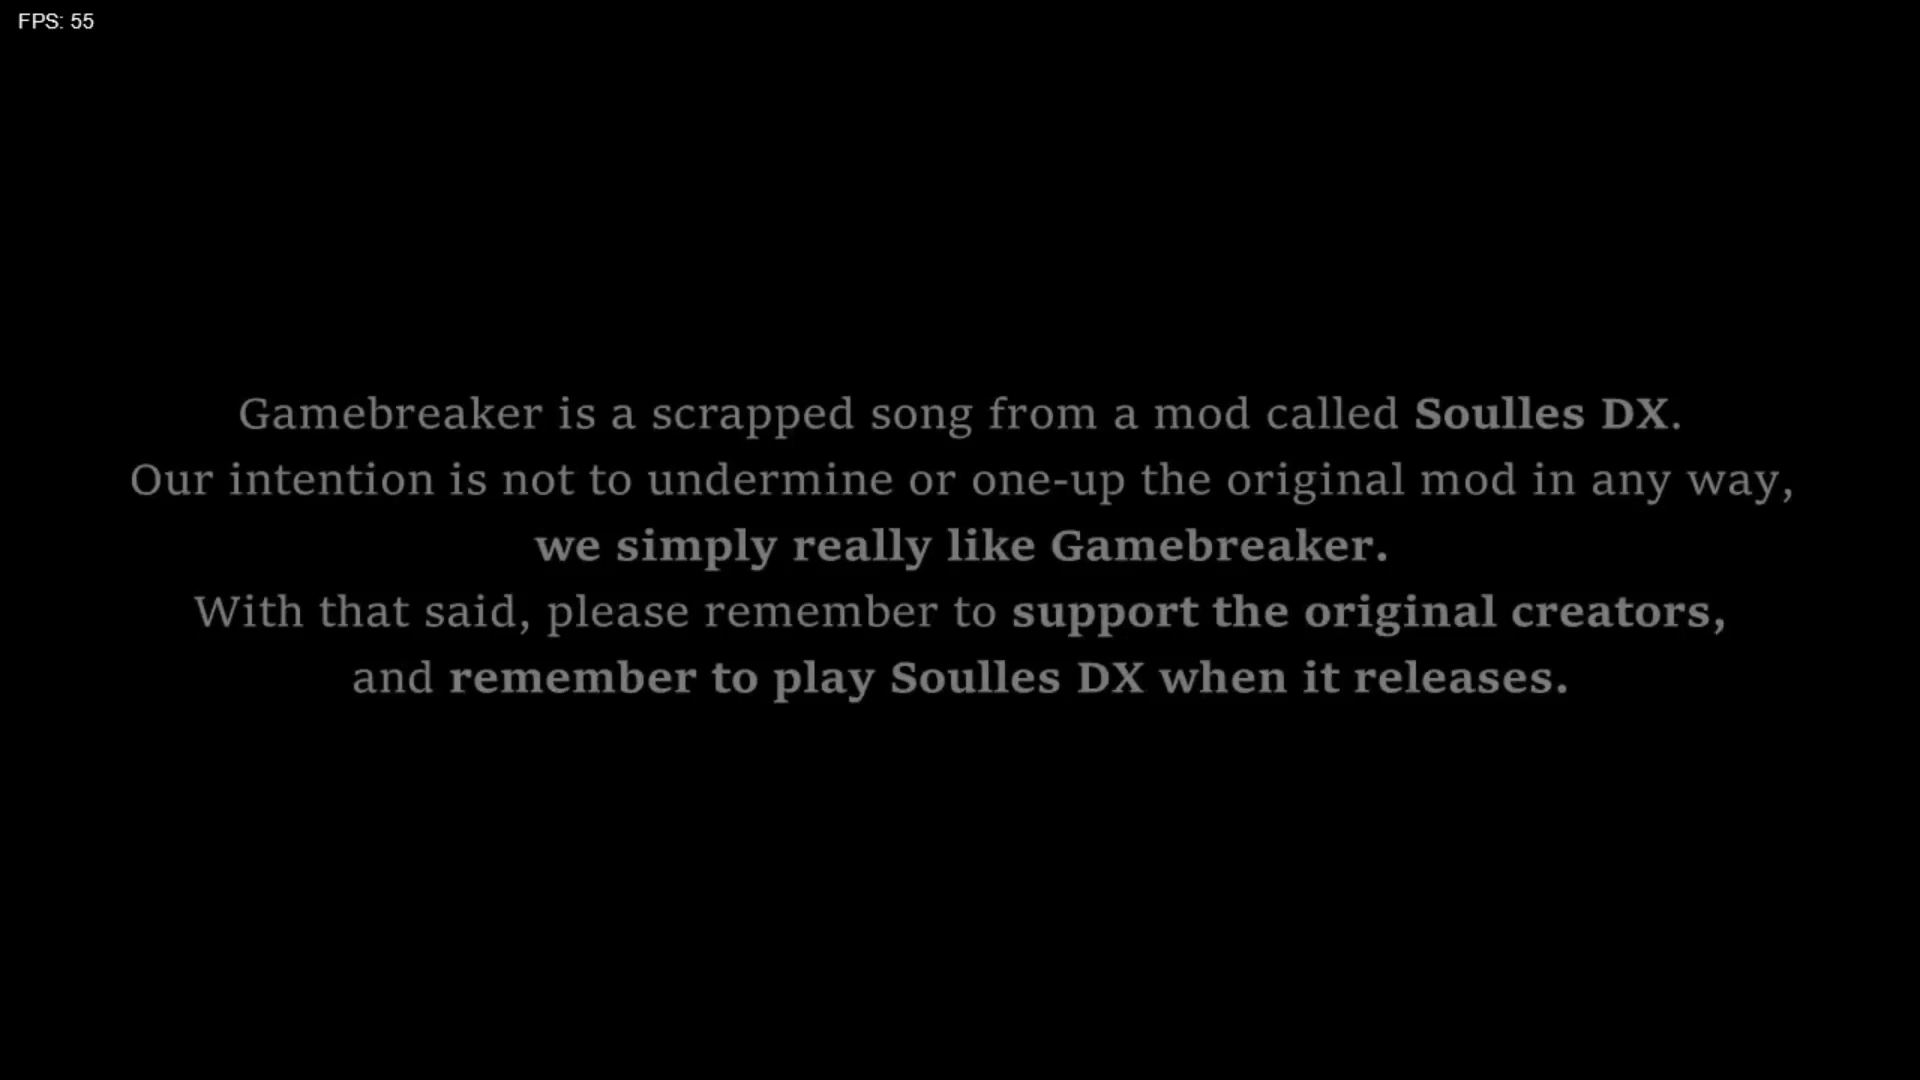 FPS: 55
Gamebreaker is a scrapped song from a mod called Soulles DX.
Our intention is not to undermine or one-up the original mod in any way,
we simply really like Gamebreaker.
With that said, please remember to support the original creators,
and remember to play Soulles DX when it releases.